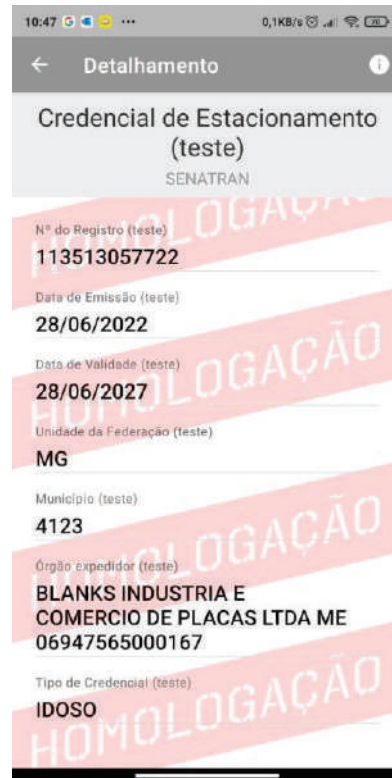 10:47 0,1KB/s 70
Detalhamento
Credencial de Estacionamento
(teste)
SENATRAN
Nº do Registro (teste)
113513057722
Data de Emissão (teste)
28/06/2022
Data de Validade (teste)
28/06/2027
Unidade da Federação (teste)
MG
Município (teste)
4123
Órgão expedidor (teste)
BLANKS INDUSTRIA E
COMERCIO DE PLACAS LTDA ME
06947565000167
Tipo de Credencial (teste)
IDOSO
HOMOLOGAÇÃO
HOMOLOGAÇÃO
HOMOLOGAÇÃO
HOMOLOGAÇÃO